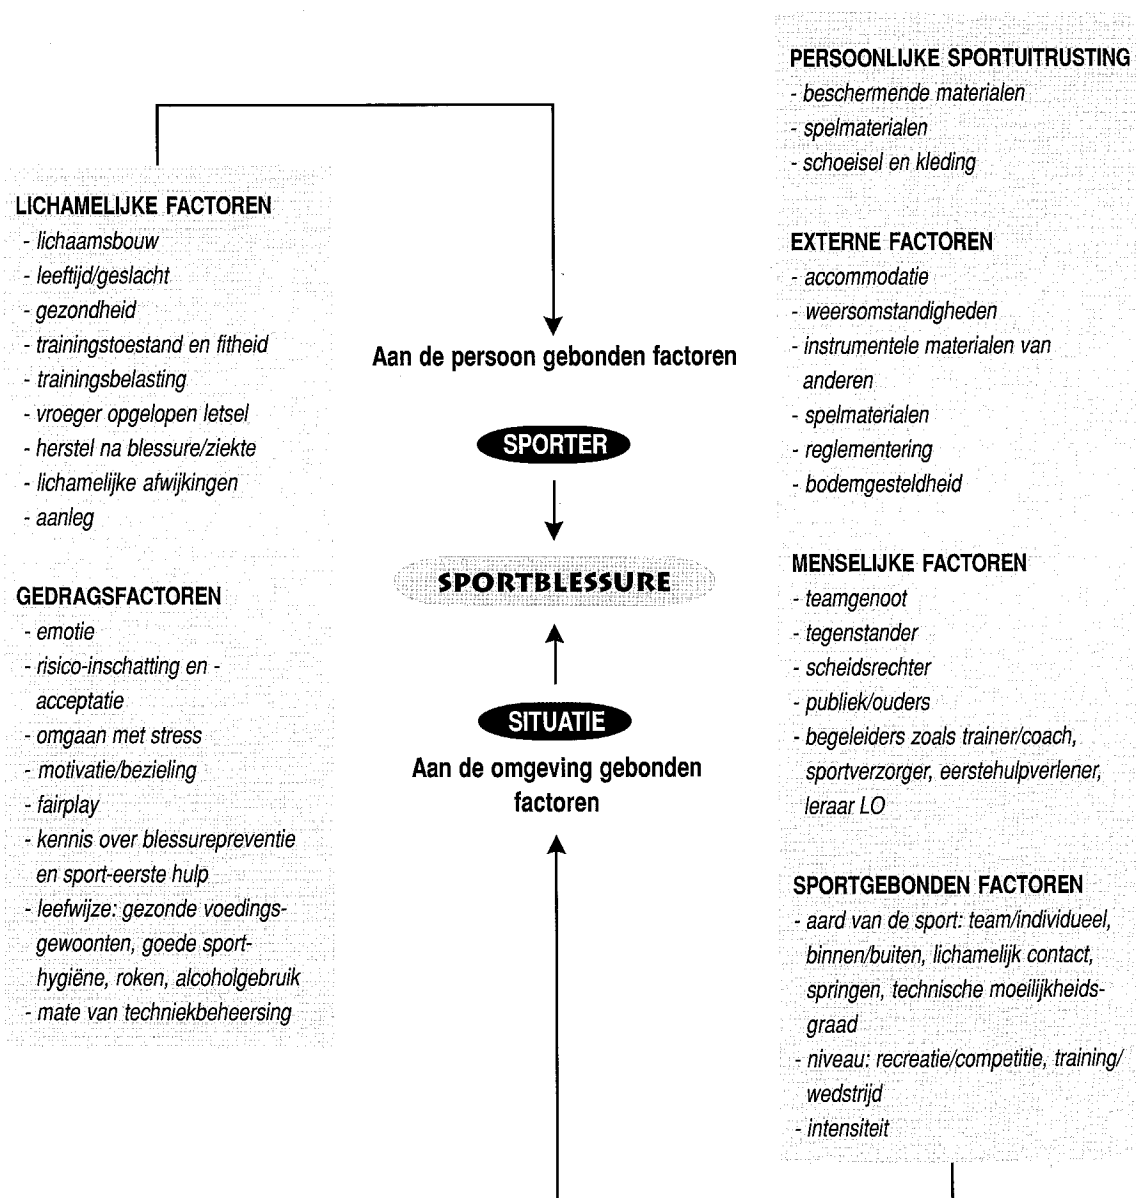 LICHAMELIJKE FACTOREN
- lichaamsbouw
- leeftijd/geslacht
- gezondheid
- trainingstoestand en fitheid
- trainingsbelasting
- vroeger opgelopen letsel
- herstel na blessure/ziekte
- lichamelijke afwijkingen
- aanleg
GEDRAGSFACTOREN
- emotie
- risico-inschatting en -
acceptatie
- omgaan met stress
- motivatie/bezieling
- fairplay
- kennis over blessurepreventie
en sport-eerste hulp
- leefwijze: gezonde voedings-
gewoonten, goede sport-
hygiëne, roken, alcoholgebruik
- mate van techniekbeheersing
Aan de persoon gebonden factoren
SPORTER
SPORTBLESSURE
SITUATIE
Aan de omgeving gebonden
factoren
PERSOONLIJKE SPORTUITRUSTING
- beschermende materialen
- spelmaterialen
- schoeisel en kleding
EXTERNE FACTOREN
- accommodatie
- weersomstandigheden
- instrumentele materialen van
anderen
- spelmaterialen
- reglementering
- bodemgesteldheid
MENSELIJKE FACTOREN
- teamgenoot
- tegenstander
- scheidsrechter
- publiek/ouders
- begeleiders zoals trainer/coach,
sportverzorger, eerstehulpverlener,
leraar LO
SPORTGEBONDEN FACTOREN
- aard van de sport: team/individueel,
binnen/buiten, lichamelijk contact,
springen, technische moeilijkheids-
graad
- niveau: recreatie/competitie, training/
wedstrijd
- intensiteit